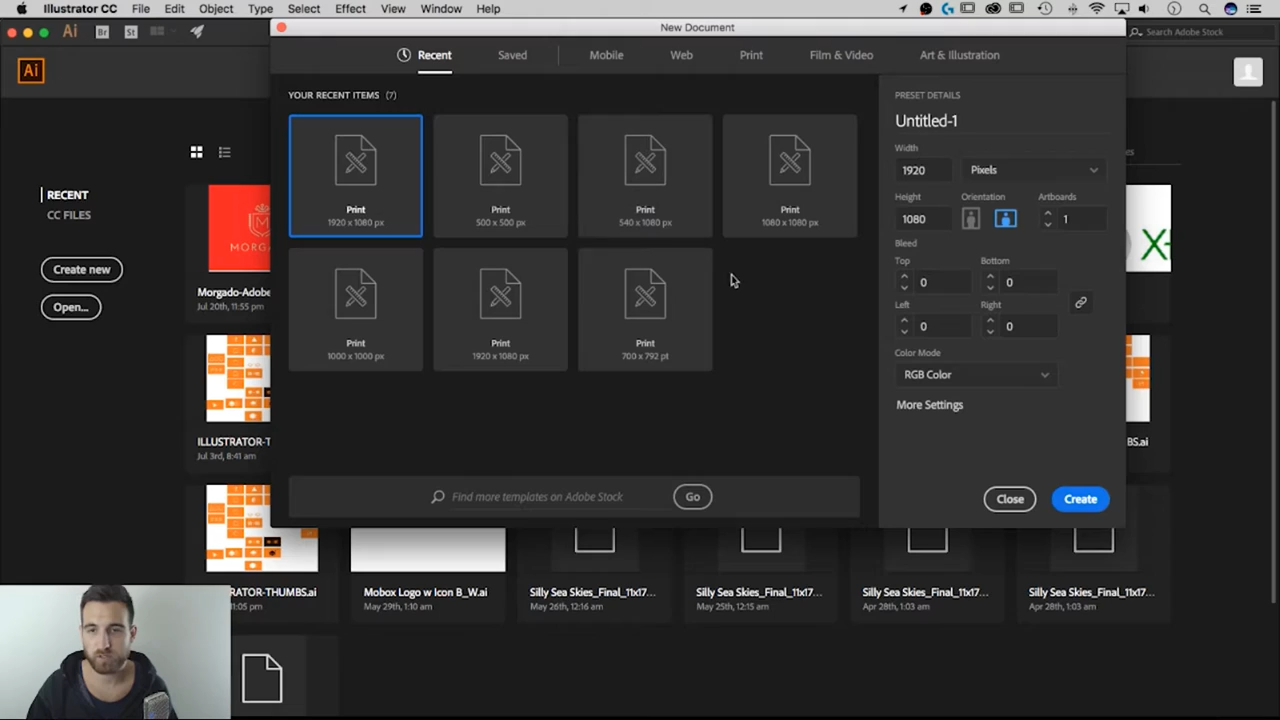 Illustrator CC File Edit Object Type Select Effect View Window Help
New Document
Ai Br St
Search Adobe Stock
Ai
Recent Saved Mobile Web Print Film & Video Art & Illustration
YOUR RECENT ITEMS (7)
Print
1920 x 1080 px
Print
500 x 500 px
Print
540 x 1080 px
Print
1080 x 1080 px
Print
1000 x 1000 px
Print
1920 x 1080 px
Print
700 x 792 pt
Find more templates on Adobe Stock Go
PRESET DETAILS
Untitled-1
Width
1920 Pixels
Height Orientation Artboards
1080 1
Bleed
Top Bottom
0 0
Left Right
0 0
Color Mode
RGB Color
More Settings
Close Create
RECENT
CC FILES
Create new
Open...
MORGA
Morgado-Adobe
Jul 20th, 11:55 pm
X-
ILLUSTRATOR-T
Jul 3rd, 8:41 am
BS.ai
RATOR-THUMBS.ai
11:05 pm
Mobox Logo w Icon B_W.ai
May 29th, 1:10 am
Silly Sea Skies_Final_11x17...
May 26th, 12:16 am
Silly Sea Skies_Final_11x17...
May 25th, 12:15 am
Silly Sea Skies_Final_11x17...
Apr 28th, 1:03 am
Silly Sea Skies_Final_11x17...
Apr 28th, 1:03 am